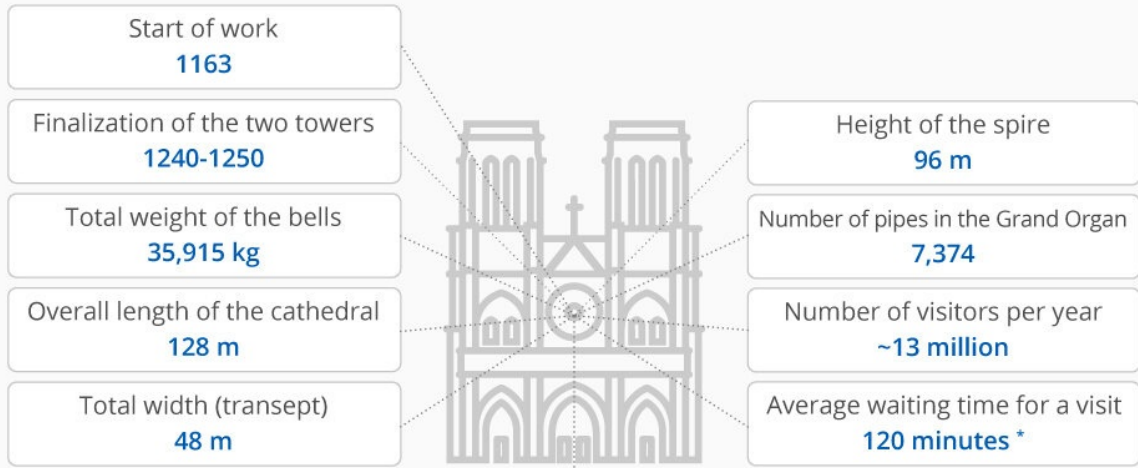 Start of work
1163
Finalization of the two towers
1240-1250
Total weight of the bells
35,915 kg
Overall length of the cathedral
128 m
Total width (transept)
48 m
Height of the spire
96 m
Number of pipes in the Grand Organ
7,374
Number of visitors per year
~13 million
Average waiting time for a visit
120 minutes *